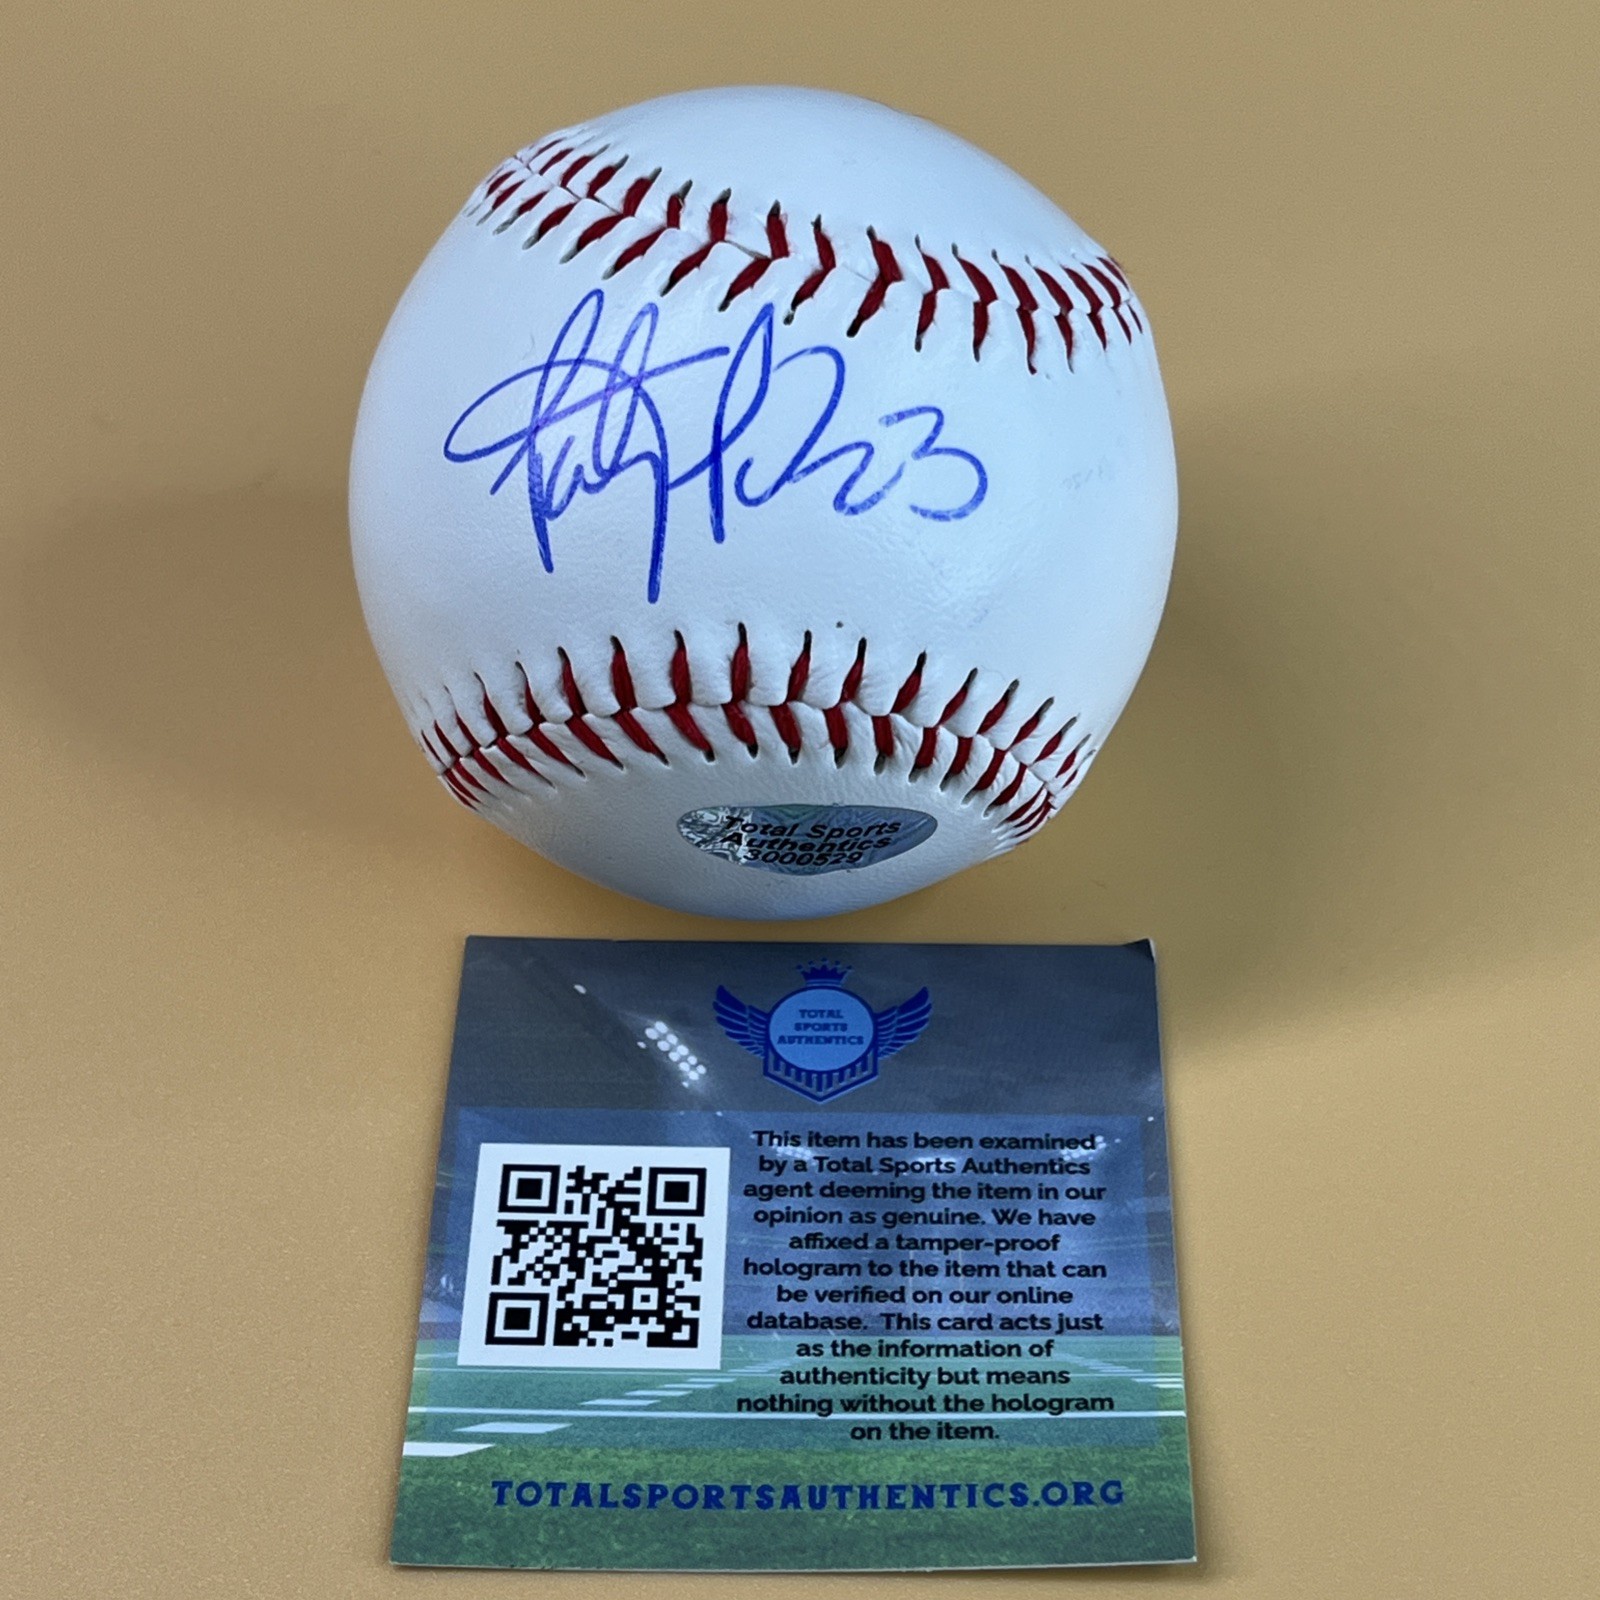 23
Total Sports
Authentics
3000529
TOTAL
SPORTS
AUTHENTICS
This item has been examined
by a Total Sports Authentics
agent deeming the item in our
opinion as genuine. We have
affixed a tamper-proof
hologram to the item that can
be verified on our online
database. This card acts just
as the information of
authenticity but means
nothing without the hologram
on the item.
TOTALSPORTSAUTHENTICS.ORG